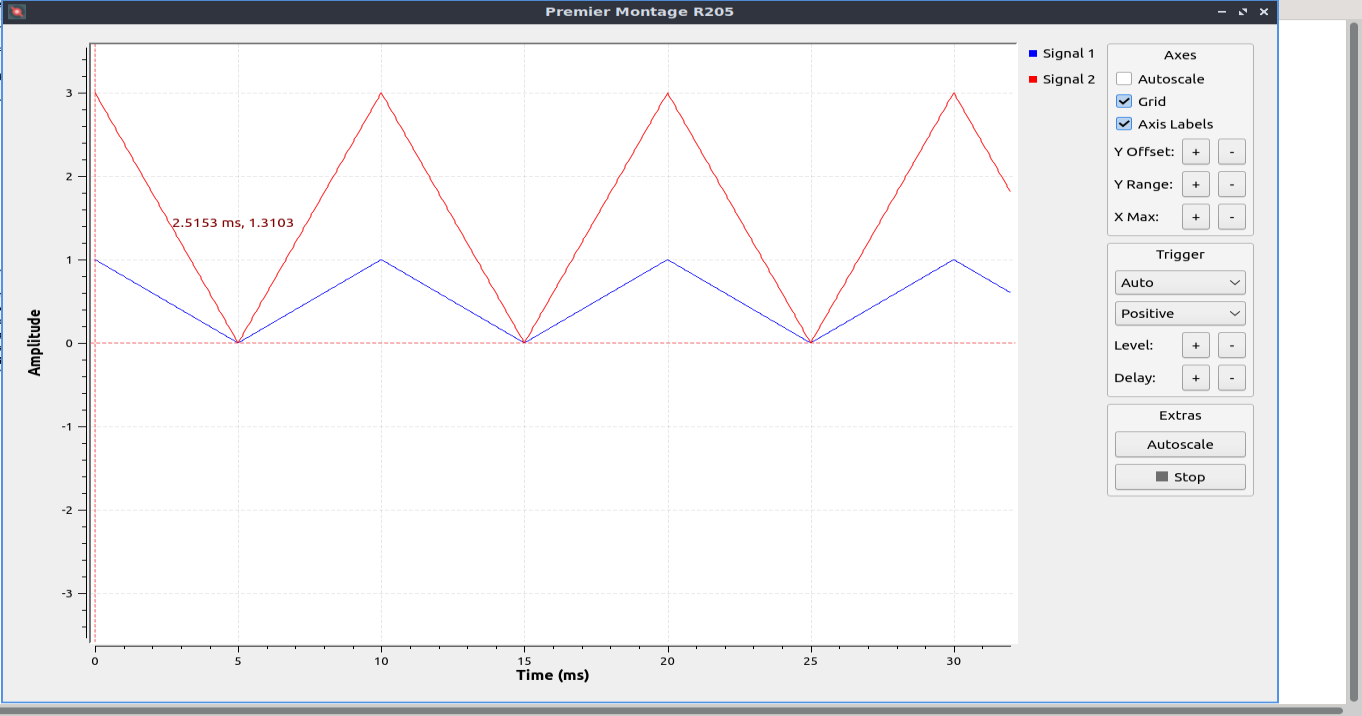 Premier Montage R205
Signal 1
Signal 2
2.5153 ms, 1.3103
3
2
1
0
-1
-2
-3
Amplitude
0 5 10 15 20 25 30
Time (ms)
Axes
Autoscale
Grid
Axis Labels
Y Offset: + -
Y Range: + -
X Max: + -
Trigger
Auto
Positive
Level: + -
Delay: + -
Extras
Autoscale
Stop